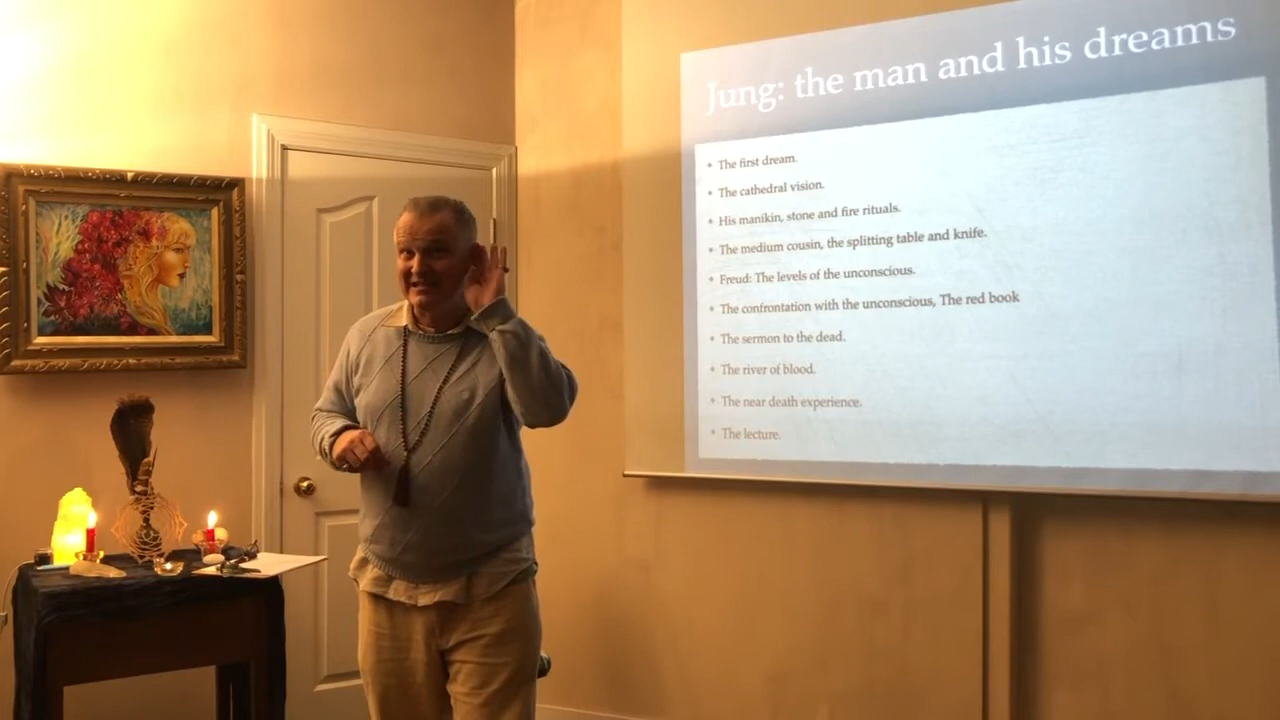 Jung: the man and his dreams
• The first dream.
• The cathedral vision.
• His manikin, stone and fire rituals.
• The medium cousin, the splitting table and knife.
• Freud: The levels of the unconscious.
• The confrontation with the unconscious, The red book
• The sermon to the dead.
• The river of blood.
• The near death experience.
• The lecture.